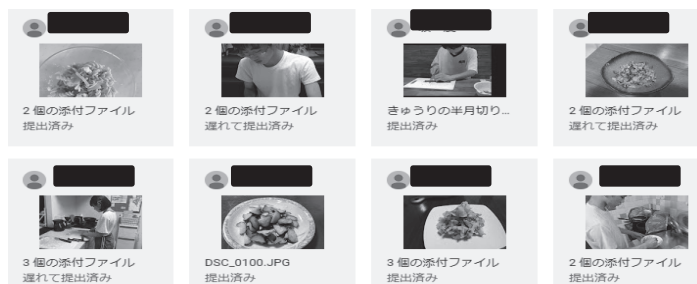 2 個の添付ファイル
提出済み
2 個の添付ファイル
遅れて提出済み
きゅうりの半月切り...
提出済み
2 個の添付ファイル
遅れて提出済み
3 個の添付ファイル
遅れて提出済み
DSC_0100.JPG
提出済み
3 個の添付ファイル
提出済み
2 個の添付ファイル
提出済み